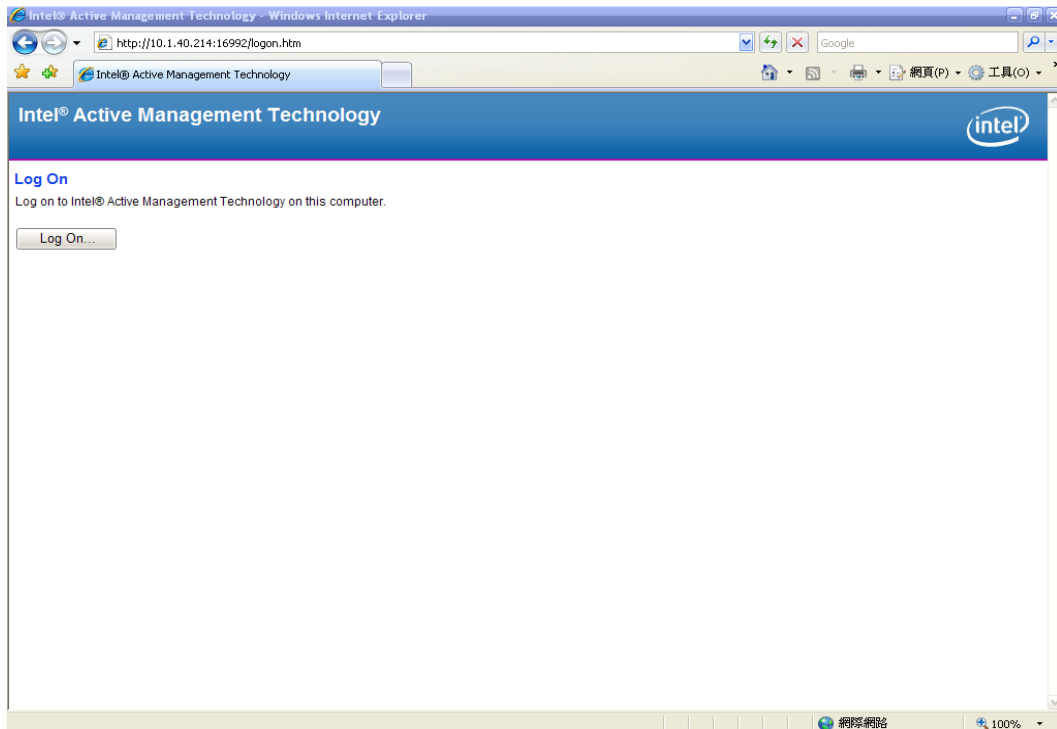 Intel® Active Management Technology - Windows Internet Explorer
http://10.1.40.214:16992/logon.htm
Google
Intel® Active Management Technology
網頁(P)
工具(O)
Intel® Active Management Technology
intel
Log On
Log on to Intel® Active Management Technology on this computer.
Log On...
網際網路
100%